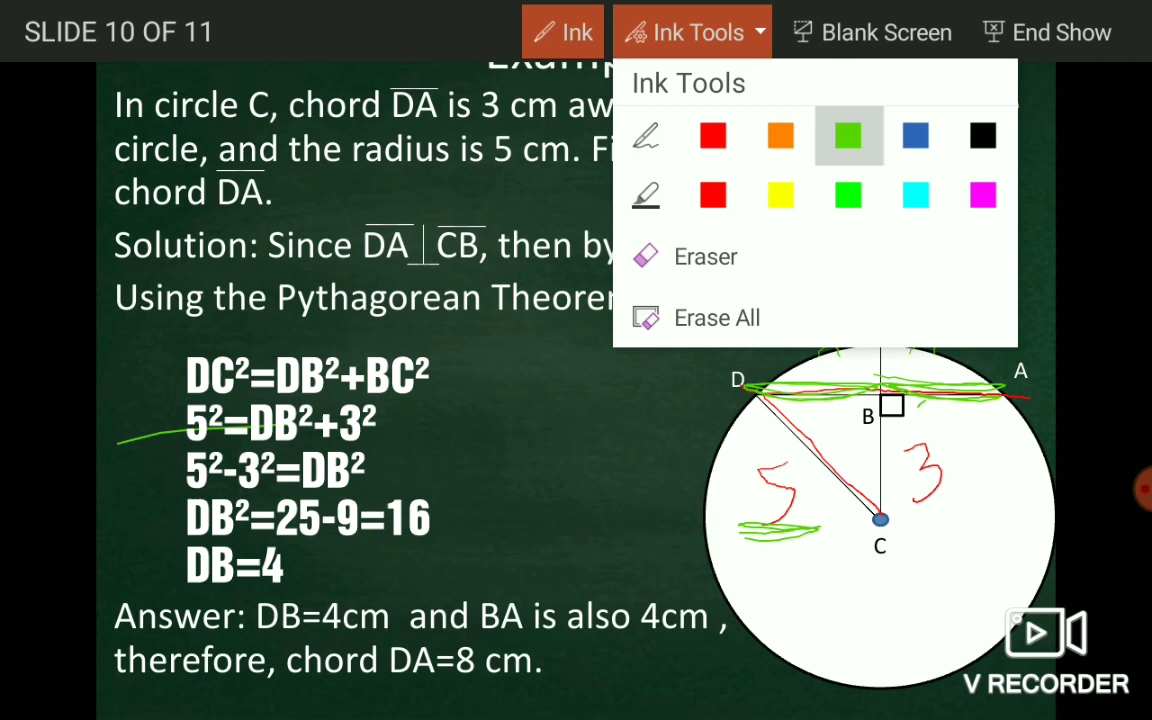 SLIDE 10 OF 11
Ink
Ink Tools
Blank Screen
End Show
Ink Tools
Eraser
Erase All
In circle C, chord DA is 3 cm
circle, and the radius is 5 cm.
chord DA.
Solution: Since DA⊥CB, then by
Using the Pythagorean
DC²=DB²+BC²
5²=DB²+3²
5²-3²=DB²
DB²=25-9=16
DB=4
Answer: DB=4cm and BA is also 4cm ,
therefore, chord DA=8 cm.
D
A
B
5
3
C
V RECORDER